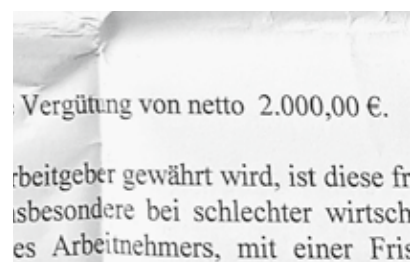 Vergütung von netto 2.000,00 €.
rbeitgeber gewährt wird, ist diese fr
sbesondere bei schlechter wirtsch
es Arbeitnehmers, mit einer Fris